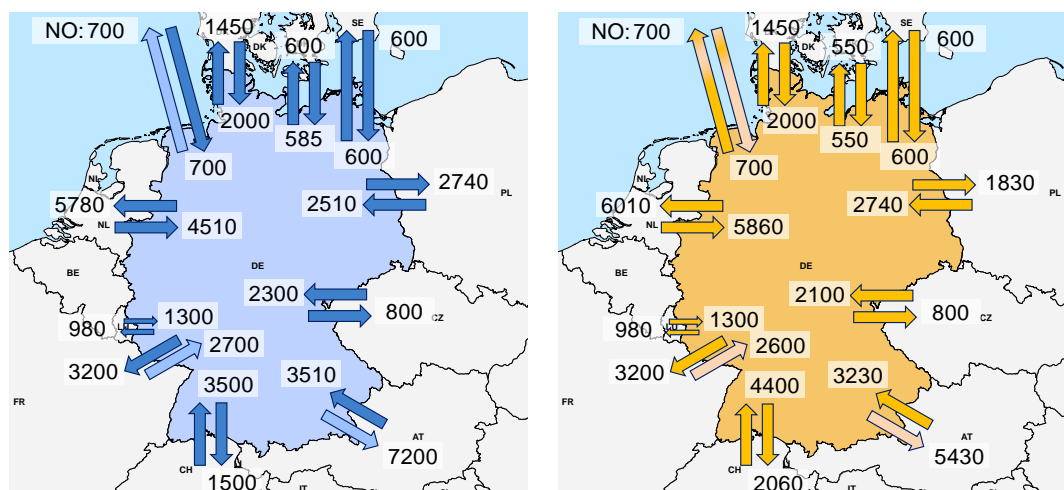 NO: 700
1450
SE
DK
600
600
2000
585
600
700
2740
NL
PL
2510
5780
NL
4510
BE
DE
2300
800
CZ
1300
980
2700
3200
3500
3510
FR
AT
7200
CH
1500
IT
NO: 700
1450
SE
DK
550
600
2000
550
600
700
1830
NL
PL
2740
6010
NL
5860
BE
DE
2100
800
CZ
1300
980
2600
3200
4400
3230
FR
AT
5430
CH
2060
IT